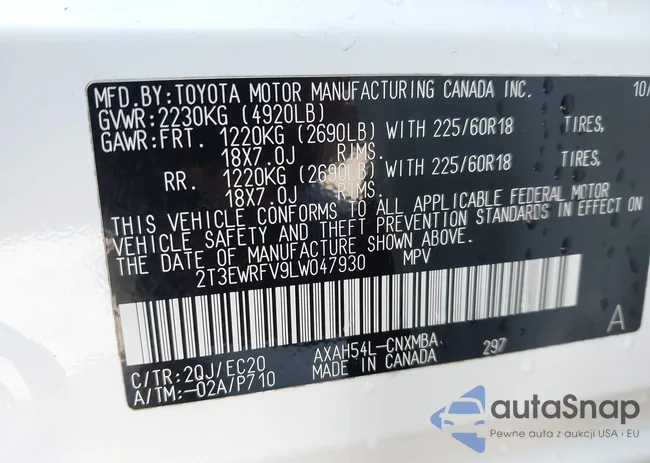 MFD.BY:TOYOTA MOTOR MANUFACTURING CANADA INC. 10/
GVWR:2230KG (4920LB)
GAWR:FRT. 1220KG (2690LB) WITH 225/60R18 TIRES,
18X7.0J RIMS.
RR. 1220KG (2690LB) WITH 225/60R18 TIRES,
18X7.0J RIMS.
THIS VEHICLE CONFORMS TO ALL APPLICABLE FEDERAL MOTOR
VEHICLE SAFETY AND THEFT PREVENTION STANDARDS IN EFFECT ON
THE DATE OF MANUFACTURE SHOWN ABOVE.
2T3EWRFV9LW047930 MPV
A
C/TR:2QJ/EC20 AXAH54L-CNXMBA 297
A/TM:-02A/P710 MADE IN CANADA
autaSnap
Pewne auta z aukcji USA i EU